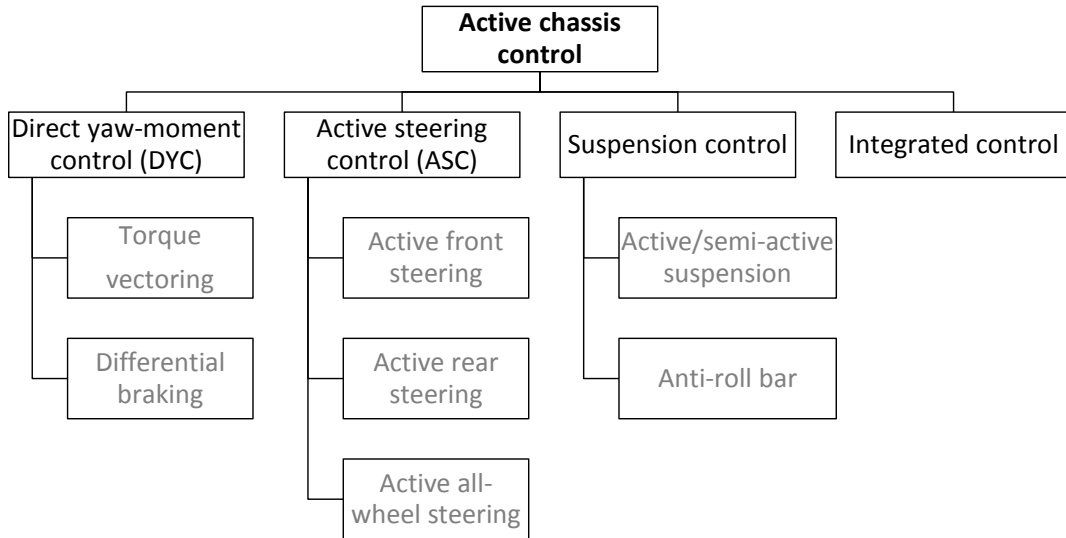 Active chassis
control
Direct yaw-moment
control (DYC)
Active steering
control (ASC)
Suspension control
Integrated control
Torque
vectoring
Active front
steering
Active/semi-active
suspension
Differential
braking
Active rear
steering
Anti-roll bar
Active all-
wheel steering